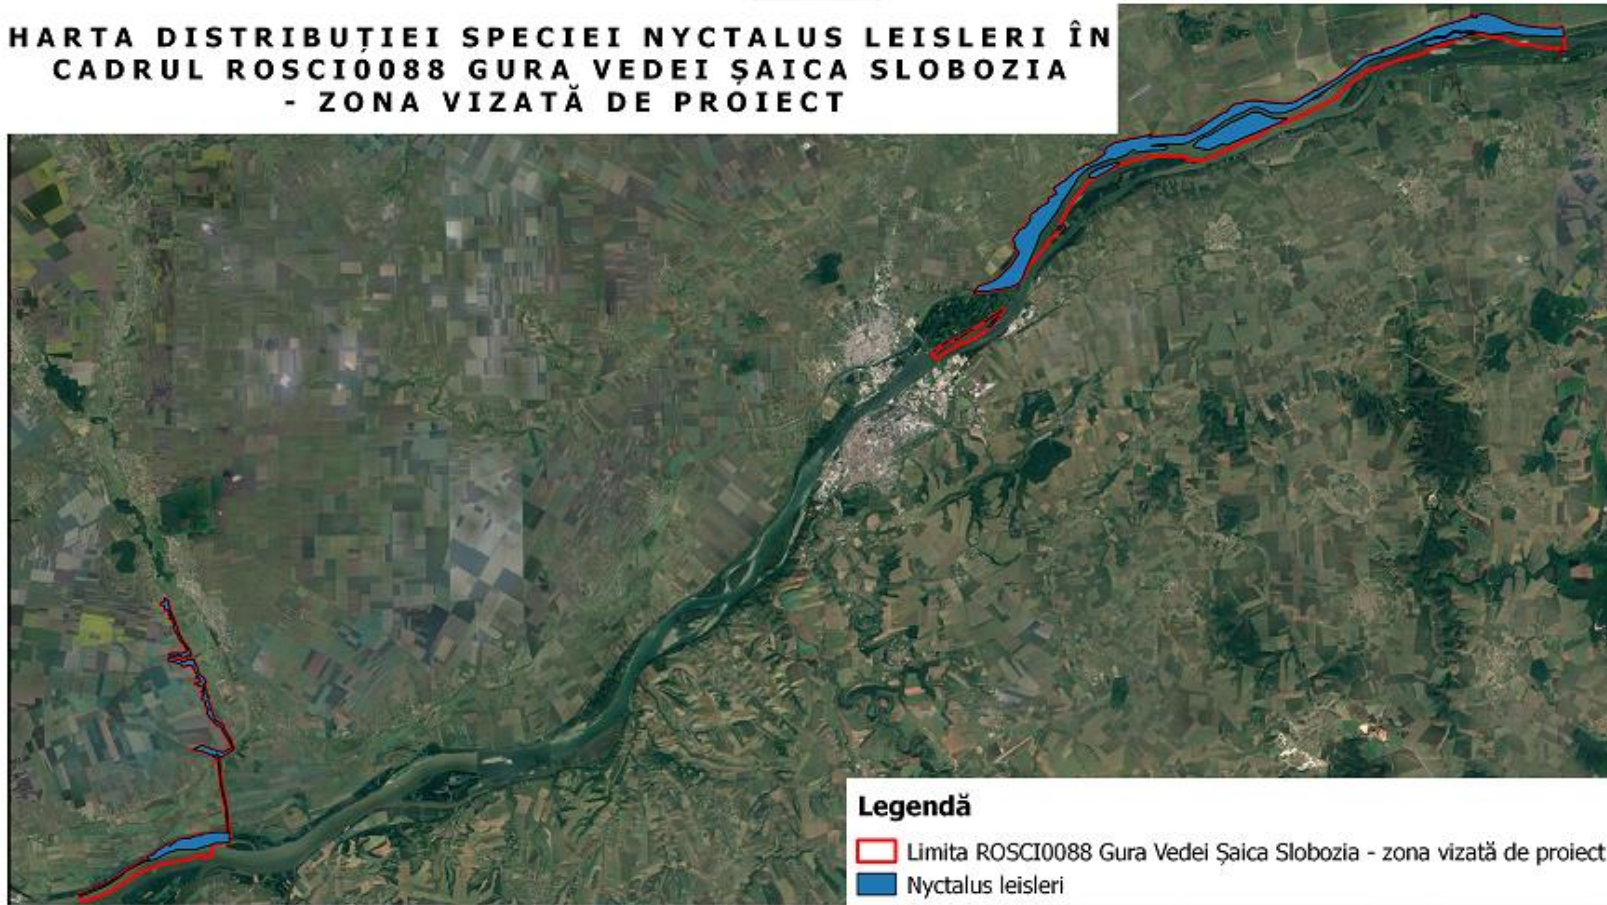 HARTA DISTRIBUȚIEI SPECIEI NYCTALUS LEISLERI ÎN
CADRUL ROSCI0088 GURA VEDEI ȘAICA SLOBOZIA
- ZONA VIZATĂ DE PROIECT
Legendă
Limita ROSCI0088 Gura Vedei Șaica Slobozia - zona vizată de proiect
Nyctalus leisleri